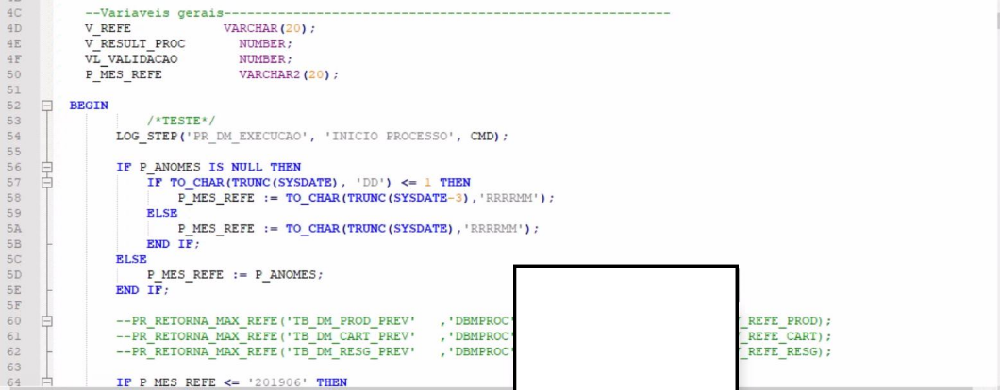 4C --Variaveis gerais----------------------------------------------------------
4D V_REFE VARCHAR(20);
4E V_RESULT_PROC NUMBER;
4F VL_VALIDACAO NUMBER;
50 P_MES_REFE VARCHAR2(20);
51
52 BEGIN
53 /*TESTE*/
54 LOG_STEP('PR_DM_EXECUCAO', 'INICIO PROCESSO', CMD);
55
56 IF P_ANOMES IS NULL THEN
57 IF TO_CHAR(TRUNC(SYSDATE), 'DD') <= 1 THEN
58 P_MES_REFE := TO_CHAR(TRUNC(SYSDATE-3),'RRRRMM');
59 ELSE
5A P_MES_REFE := TO_CHAR(TRUNC(SYSDATE),'RRRRMM');
5B END IF;
5C ELSE
5D P_MES_REFE := P_ANOMES;
5E END IF;
5F
60 --PR_RETORNA_MAX_REFE('TB_DM_PROD_PREV' ,'DBMPROC' _REFE_PROD);
61 --PR_RETORNA_MAX_REFE('TB_DM_CART_PREV' ,'DBMPROC' _REFE_CART);
62 --PR_RETORNA_MAX_REFE('TB_DM_RESG_PREV' ,'DBMPROC' _REFE_RESG);
63
64 IF P_MES_REFE <= '201906' THEN